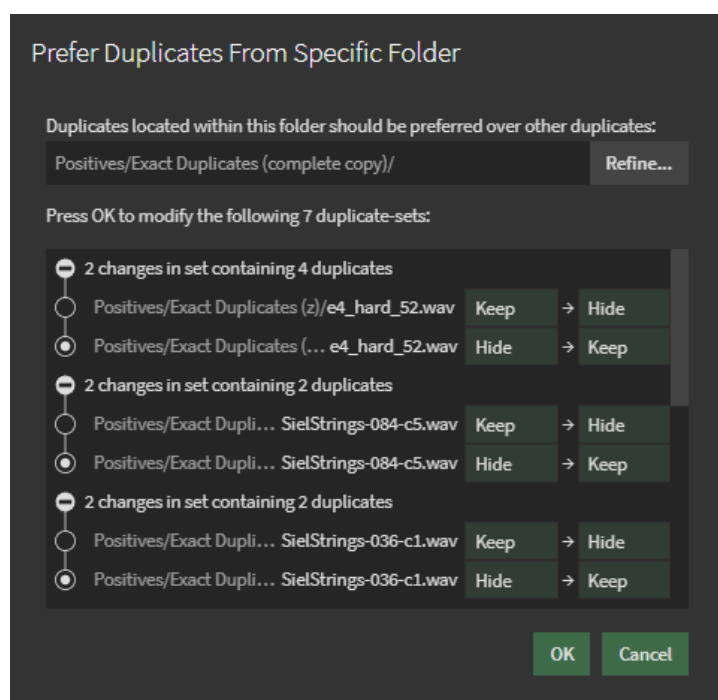 Prefer Duplicates From Specific Folder
Duplicates located within this folder should be preferred over other duplicates:
Positives/Exact Duplicates (complete copy)/ Refine...
Press OK to modify the following 7 duplicate-sets:
2 changes in set containing 4 duplicates
Positives/Exact Duplicates (z)/e4_hard_52.wav Keep → Hide
Positives/Exact Duplicates (... e4_hard_52.wav Hide → Keep
2 changes in set containing 2 duplicates
Positives/Exact Dupli... SielStrings-084-c5.wav Keep → Hide
Positives/Exact Dupli... SielStrings-084-c5.wav Hide → Keep
2 changes in set containing 2 duplicates
Positives/Exact Dupli... SielStrings-036-c1.wav Keep → Hide
Positives/Exact Dupli... SielStrings-036-c1.wav Hide → Keep
OK Cancel